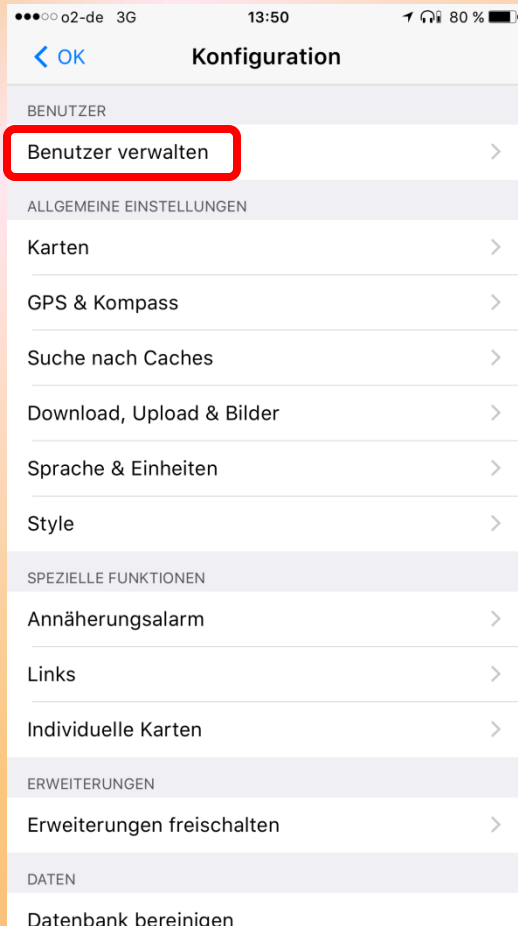 o2-de 3G 13:50 80 %
OK Konfiguration
BENUTZER
Benutzer verwalten
ALLGEMEINE EINSTELLUNGEN
Karten
GPS & Kompass
Suche nach Caches
Download, Upload & Bilder
Sprache & Einheiten
Style
SPEZIELLE FUNKTIONEN
Annäherungsalarm
Links
Individuelle Karten
ERWEITERUNGEN
Erweiterungen freischalten
DATEN
Datenbank bereinigen